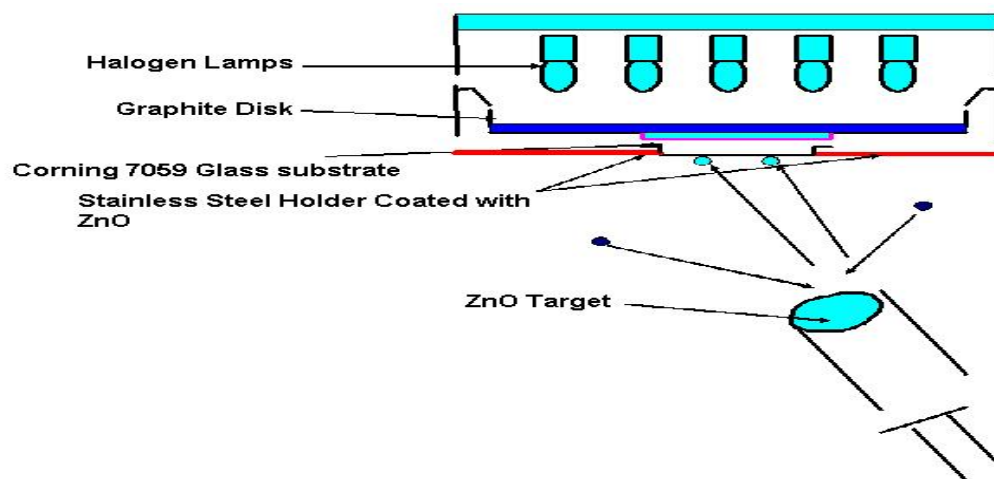 Halogen Lamps
Graphite Disk
Corning 7059 Glass substrate
Stainless Steel Holder Coated with
ZnO
ZnO Target